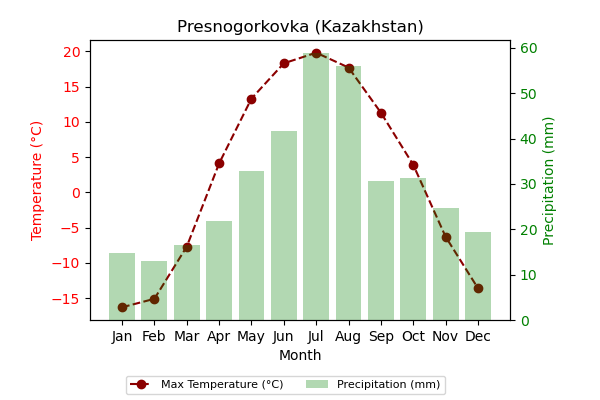 Presnogorkovka (Kazakhstan)
20
15
10
5
0
−5
−10
−15
Temperature (°C)
60
50
40
30
20
10
0
Precipitation (mm)
Jan Feb Mar Apr May Jun Jul Aug Sep Oct Nov Dec
Month
Max Temperature (°C) Precipitation (mm)